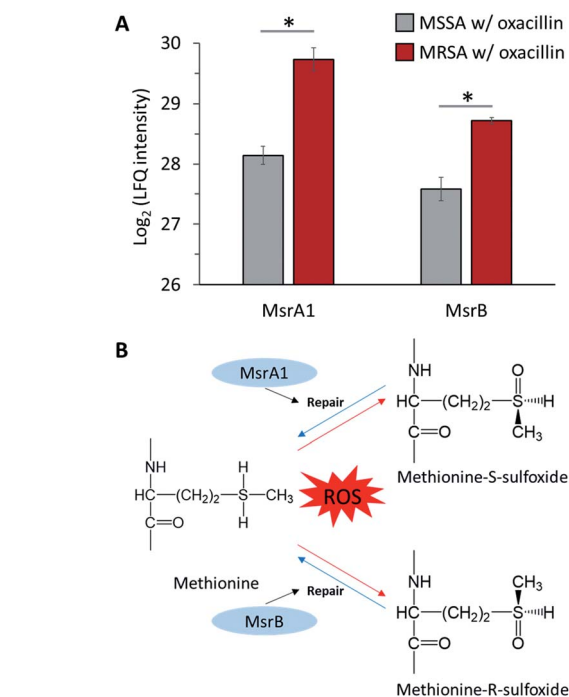 A
MSSA w/ oxacillin
MRSA w/ oxacillin
*
*
30
29
28
27
26
Log2 (LFQ intensity)
MsrA1
MsrB
B
MsrA1
Repair
NH
HC—(CH2)2—S····H
O
C=O
CH3
Methionine-S-sulfoxide
NH
H
HC—(CH2)2—S—CH3
H
C=O
ROS
Methionine
MsrB
Repair
NH
CH3
HC—(CH2)2—S····H
C=O
O
Methionine-R-sulfoxide